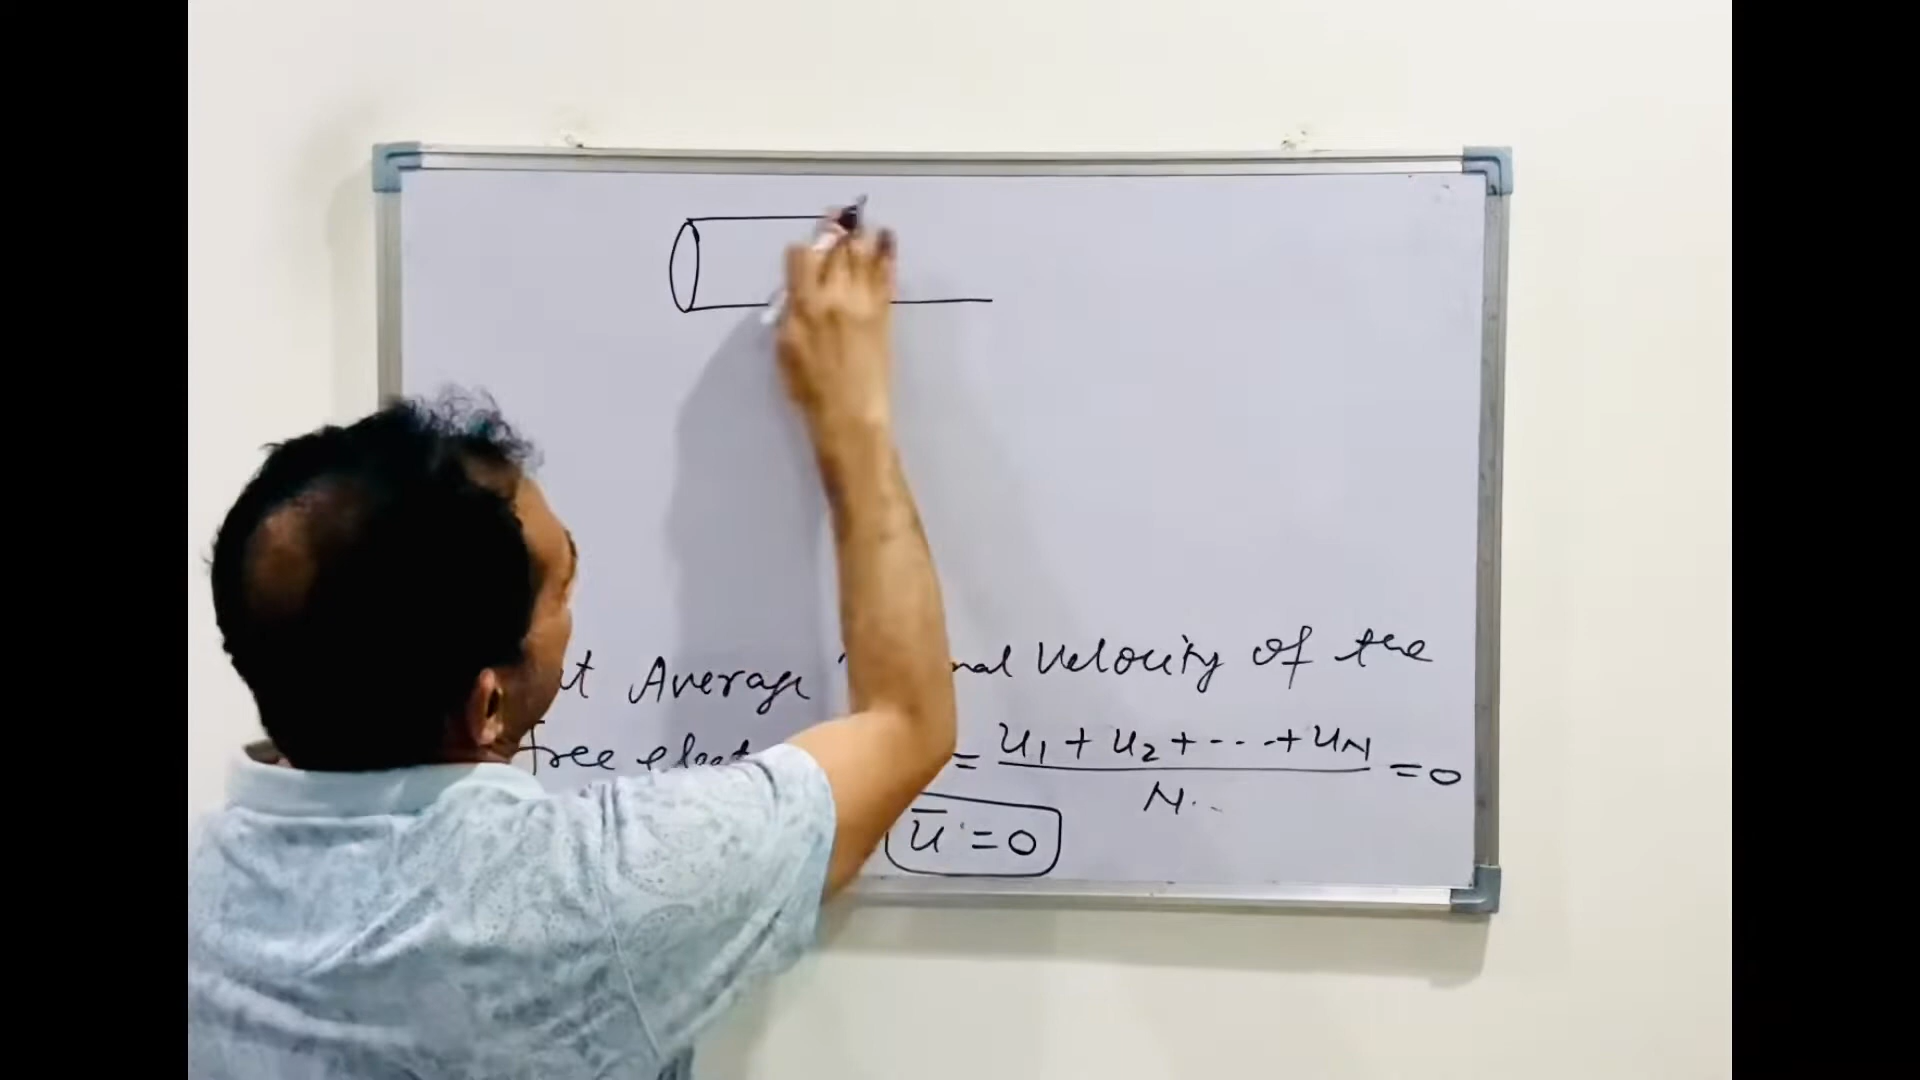 Average Velocity of the
free
= u₁ + u₂ + --- + uN / N.. = 0
ū = 0